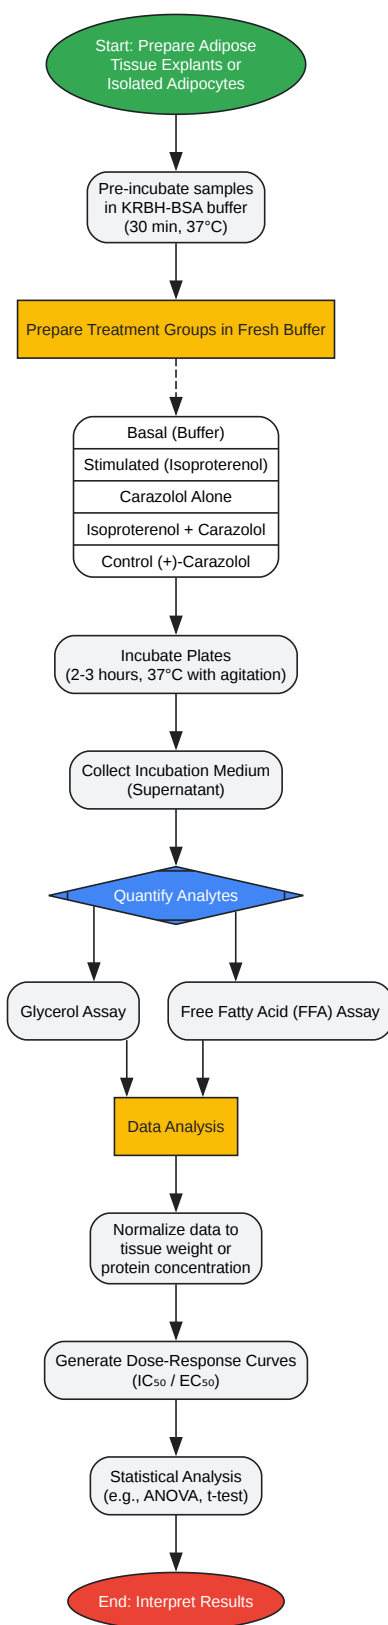 Start: Prepare Adipose
Tissue Explants or
Isolated Adipocytes
Pre-incubate samples
in KRBH-BSA buffer
(30 min, 37°C)
Prepare Treatment Groups in Fresh Buffer
Basal (Buffer)
Stimulated (Isoproterenol)
Carazolol Alone
Isoproterenol + Carazolol
Control (+)-Carazolol
Incubate Plates
(2-3 hours, 37°C with agitation)
Collect Incubation Medium
(Supernatant)
Quantify Analytes
Glycerol Assay
Free Fatty Acid (FFA) Assay
Data Analysis
Normalize data to
tissue weight or
protein concentration
Generate Dose-Response Curves
(IC₅₀ / EC₅₀)
Statistical Analysis
(e.g., ANOVA, t-test)
End: Interpret Results